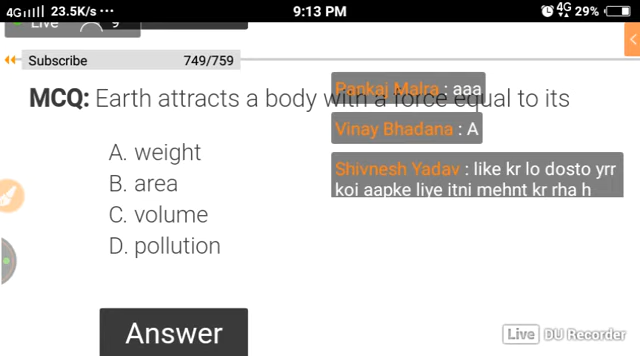 4G 23.5K/s ••• 9:13 PM 4G 29%
Live 9
Subscribe 749/759
MCQ: Earth attracts a body with a force equal to its
Pankaj Malra : aaa
Vinay Bhadana : A
Shivnesh Yadav : like kr lo dosto yrr
koi aapke liye itni mehnt kr rha h
A. weight
B. area
C. volume
D. pollution
Answer
Live DU Recorder